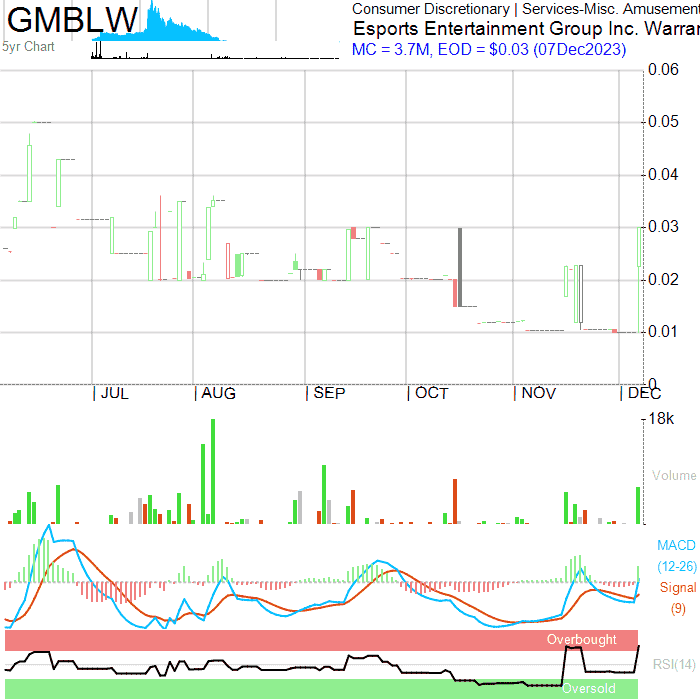 GMBLW
Consumer Discretionary | Services-Misc. Amusement
Esports Entertainment Group Inc. Warran
MC = 3.7M, EOD = $0.03 (07Dec2023)
5yr Chart
0.06
0.05
0.04
0.03
0.02
0.01
0
JUL
AUG
SEP
OCT
NOV
DEC
18k
Volume
MACD
(12-26)
Signal
(9)
Overbought
RSI(14)
Oversold